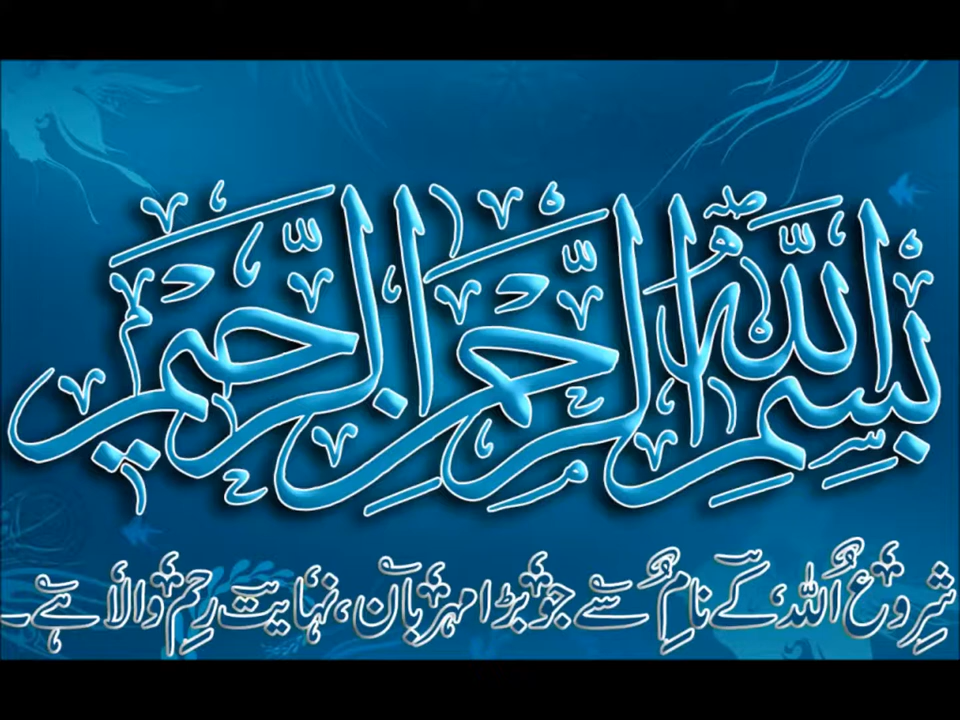 بِسْمِ اللّٰهِ الرَّحْمٰنِ الرَّحِيْمِ
شروع اللہ کے نام سے جو بڑا مہربان، نہایت رحم والا ہے۔